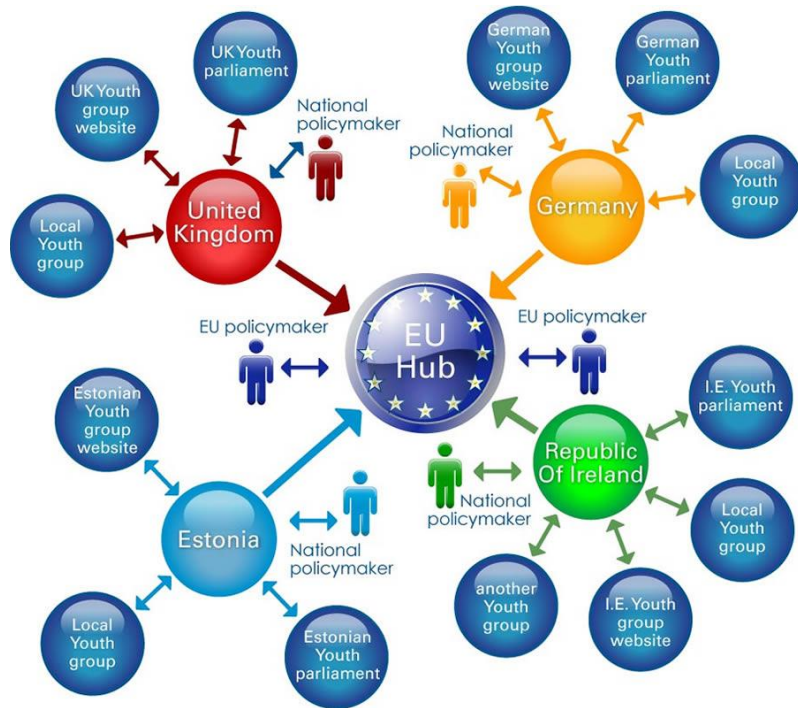 UK Youth
parliament
UK Youth
group
website
National
policymaker
Local
Youth
group
United
Kingdom
German
Youth
group
website
German
Youth
parliament
National
policymaker
Local
Youth
group
Germany
EU policymaker
EU
Hub
EU policymaker
Estonian
Youth
group
website
Estonia
National
policymaker
Local
Youth
group
Estonian
Youth
parliament
I.E. Youth
parliament
Republic
Of Ireland
National
policymaker
Local
Youth
group
another
Youth
group
I.E. Youth
group
website